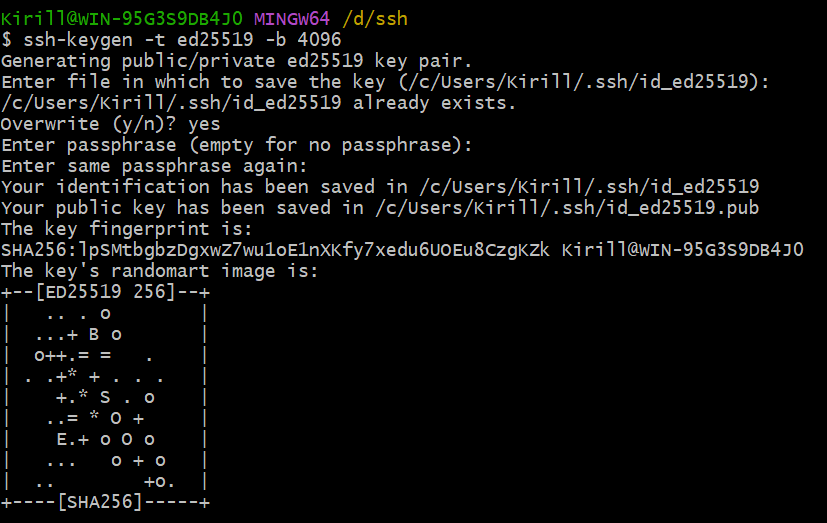 Kirill@WIN-95G3S9DB4J0 MINGW64 /d/ssh
$ ssh-keygen -t ed25519 -b 4096
Generating public/private ed25519 key pair.
Enter file in which to save the key (/c/Users/Kirill/.ssh/id_ed25519):
/c/Users/Kirill/.ssh/id_ed25519 already exists.
Overwrite (y/n)? yes
Enter passphrase (empty for no passphrase):
Enter same passphrase again:
Your identification has been saved in /c/Users/Kirill/.ssh/id_ed25519
Your public key has been saved in /c/Users/Kirill/.ssh/id_ed25519.pub
The key fingerprint is:
SHA256:lpSMtbgbzDgxwZ7wu1oE1nXKfy7xedu6UOEu8CzgKZk Kirill@WIN-95G3S9DB4J0
The key's randomart image is:
+--[ED25519 256]--+
|   .. . o        |
|  ...+ B o       |
|  o++.= =   .    |
| . .+* + . . .   |
|    +.* S . o    |
|   ..= * O +     |
|    E.+ o O o    |
|   ...   o + o   |
|  ..        +o.  |
+----[SHA256]-----+